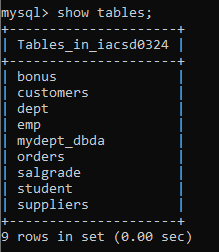 mysql> show tables;
+--------------------+
| Tables_in_iacsd0324 |
+--------------------+
| bonus |
| customers |
| dept |
| emp |
| mydept_dbda |
| orders |
| salgrade |
| student |
| suppliers |
+--------------------+
9 rows in set (0.00 sec)